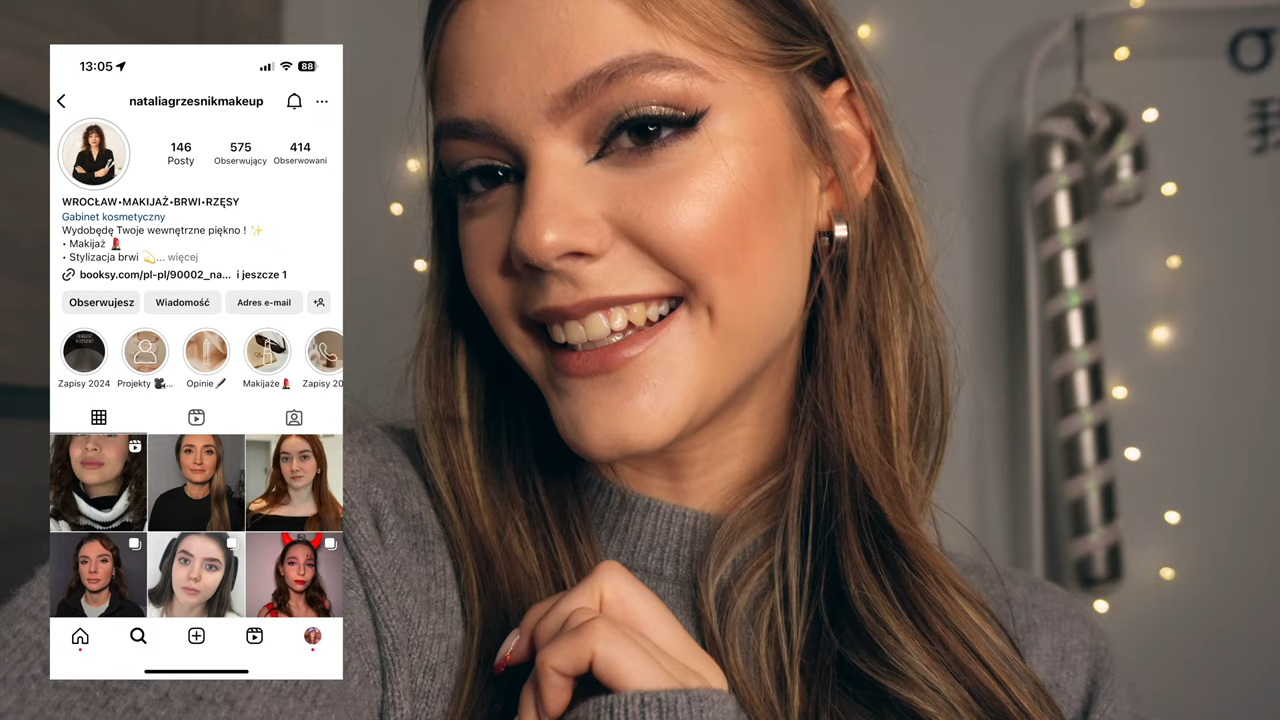 13:05
88
nataliagrzesnikmakeup
146
575
414
Posty
Obserwujący
Obserwowani
WROCŁAW•MAKIJAŻ•BRWI•RZĘSY
Gabinet kosmetyczny
Wydobędę Twoje wewnętrzne piękno ! ✨
• Makijaż 💄
• Stylizacja brwi 💫... więcej
booksy.com/pl-pl/90002_na... i jeszcze 1
Obserwujesz
Wiadomość
Adres e-mail
Zapisy 2024
Projekty 🎥...
Opinie 🖌️
Makijaże 💄
Zapisy 20